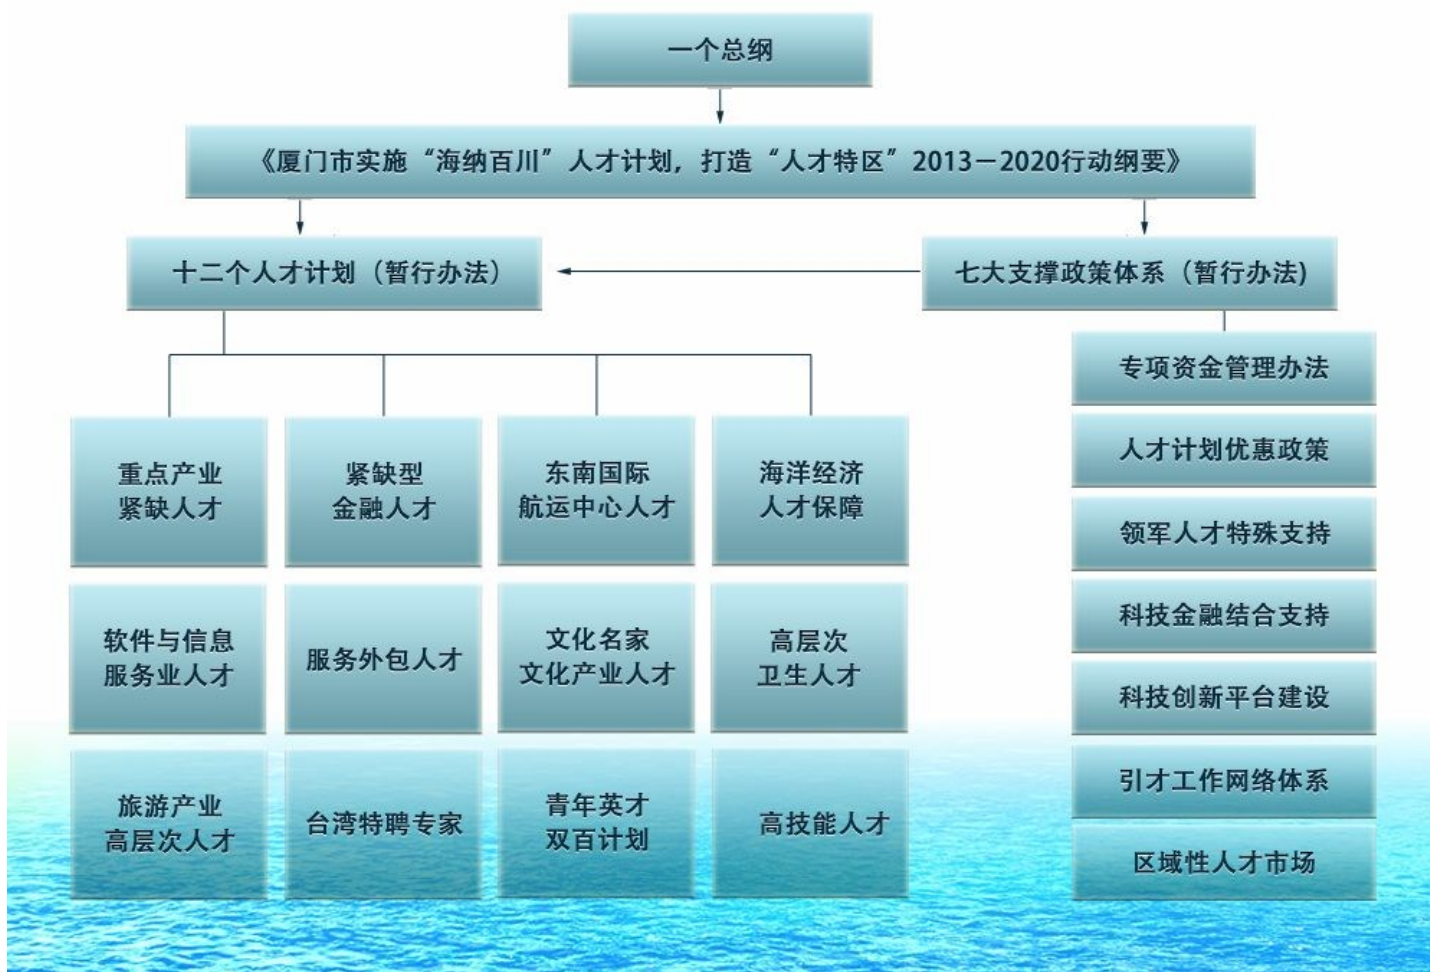 一个总纲
《厦门市实施“海纳百川”人才计划，打造“人才特区”2013－2020行动纲要》
十二个人才计划（暂行办法）
七大支撑政策体系（暂行办法)
重点产业
紧缺人才
紧缺型
金融人才
东南国际
航运中心人才
海洋经济
人才保障
软件与信息
服务业人才
服务外包人才
文化名家
文化产业人才
高层次
卫生人才
旅游产业
高层次人才
台湾特聘专家
青年英才
双百计划
高技能人才
专项资金管理办法
人才计划优惠政策
领军人才特殊支持
科技金融结合支持
科技创新平台建设
引才工作网络体系
区域性人才市场